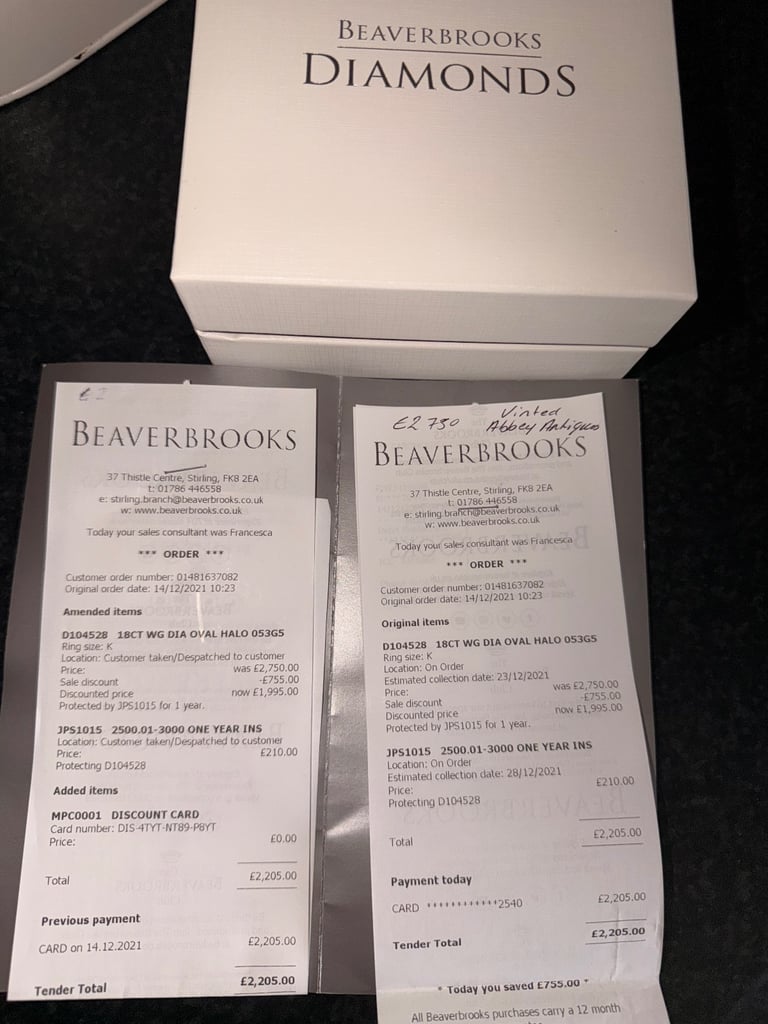 BEAVERBROOKS
DIAMONDS
BEAVERBROOKS
37 Thistle Centre, Stirling, FK8 2EA
t: 01786 446558
e: stirling.branch@beaverbrooks.co.uk
w: www.beaverbrooks.co.uk
Today your sales consultant was Francesca
*** ORDER ***
Customer order number: 01481637082
Original order date: 14/12/2021 10:23
Amended items
D104528 18CT WG DIA OVAL HALO 053G5
Ring size: K
Location: Customer taken/Despatched to customer
Price: was £2,750.00
Sale discount -£755.00
Discounted price now £1,995.00
Protected by JPS1015 for 1 year.
JPS1015 2500.01-3000 ONE YEAR INS
Location: Customer taken/Despatched to customer
Price: £210.00
Protecting D104528
Added items
MPC0001 DISCOUNT CARD
Card number: DIS-4TYT-NT89-P8YT
Price: £0.00
Total £2,205.00
Previous payment
CARD on 14.12.2021 £2,205.00
Tender Total £2,205.00
£2750 Vinted
Abbey Antiques
BEAVERBROOKS
37 Thistle Centre, Stirling, FK8 2EA
t: 01786 446558
e: stirling.branch@beaverbrooks.co.uk
w: www.beaverbrooks.co.uk
Today your sales consultant was Francesca
*** ORDER ***
Customer order number: 01481637082
Original order date: 14/12/2021 10:23
Original items
D104528 18CT WG DIA OVAL HALO 053G5
Ring size: K
Location: On Order
Estimated collection date: 23/12/2021
Price: was £2,750.00
Sale discount -£755.00
Discounted price now £1,995.00
Protected by JPS1015 for 1 year.
JPS1015 2500.01-3000 ONE YEAR INS
Location: On Order
Estimated collection date: 28/12/2021
Price: £210.00
Protecting D104528
Total £2,205.00
Payment today
CARD ************2540 £2,205.00
Tender Total £2,205.00
* Today you saved £755.00 *
All Beaverbrooks purchases carry a 12 month